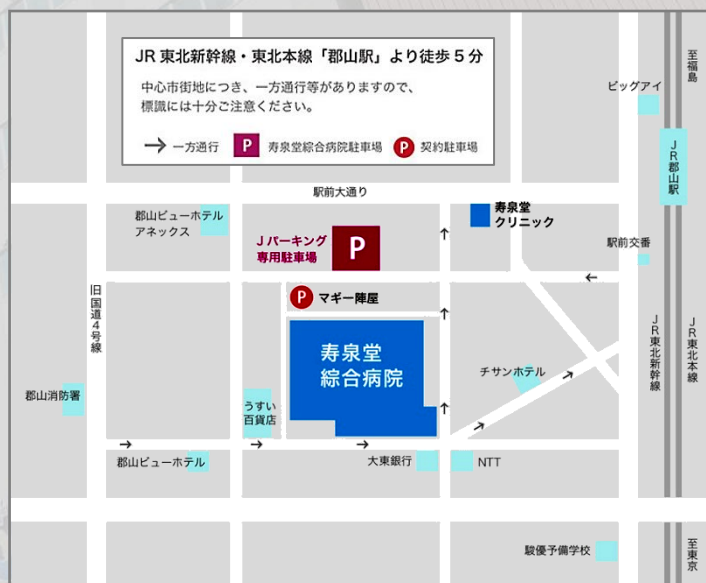 JR東北新幹線・東北本線「郡山駅」より徒歩5分
中心市街地につき、一方通行等がありますので、
標識には十分ご注意ください。
→ 一方通行 P 寿泉堂綜合病院駐車場 P 契約駐車場
至福島
ビッグアイ
JR郡山駅
駅前大通り
郡山ビューホテル
アネックス
Jパーキング
専用駐車場
P
寿泉堂
クリニック
駅前交番
旧国道4号線
P マギー陣屋
JR東北新幹線
JR東北本線
寿泉堂
綜合病院
チサンホテル
郡山消防署
うすい
百貨店
郡山ビューホテル
大東銀行
NTT
駿優予備学校
至東京